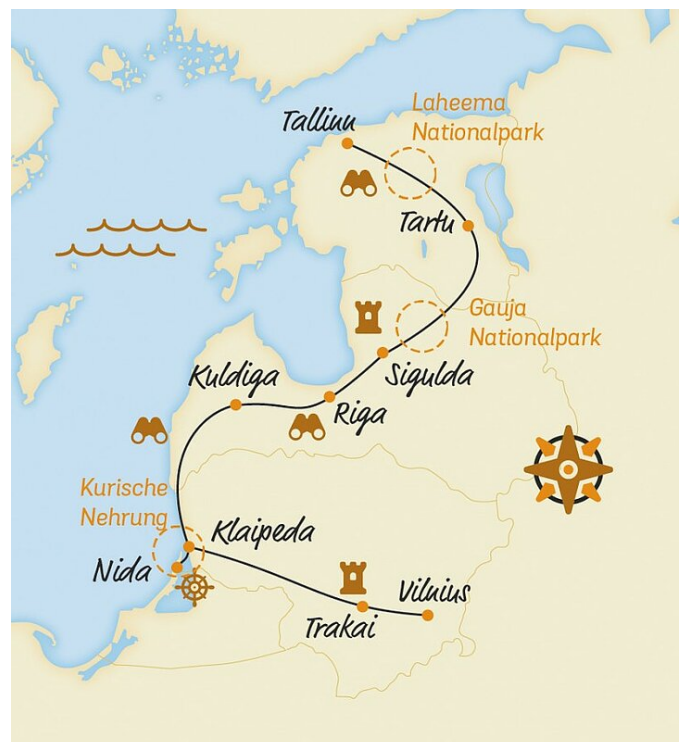 Laheema
Nationalpark
Tallinn
Tartu
Gauja
Nationalpark
Sigulda
Kuldiga
Riga
Kurische
Nehrung
Klaipeda
Nida
Vilnius
Trakai